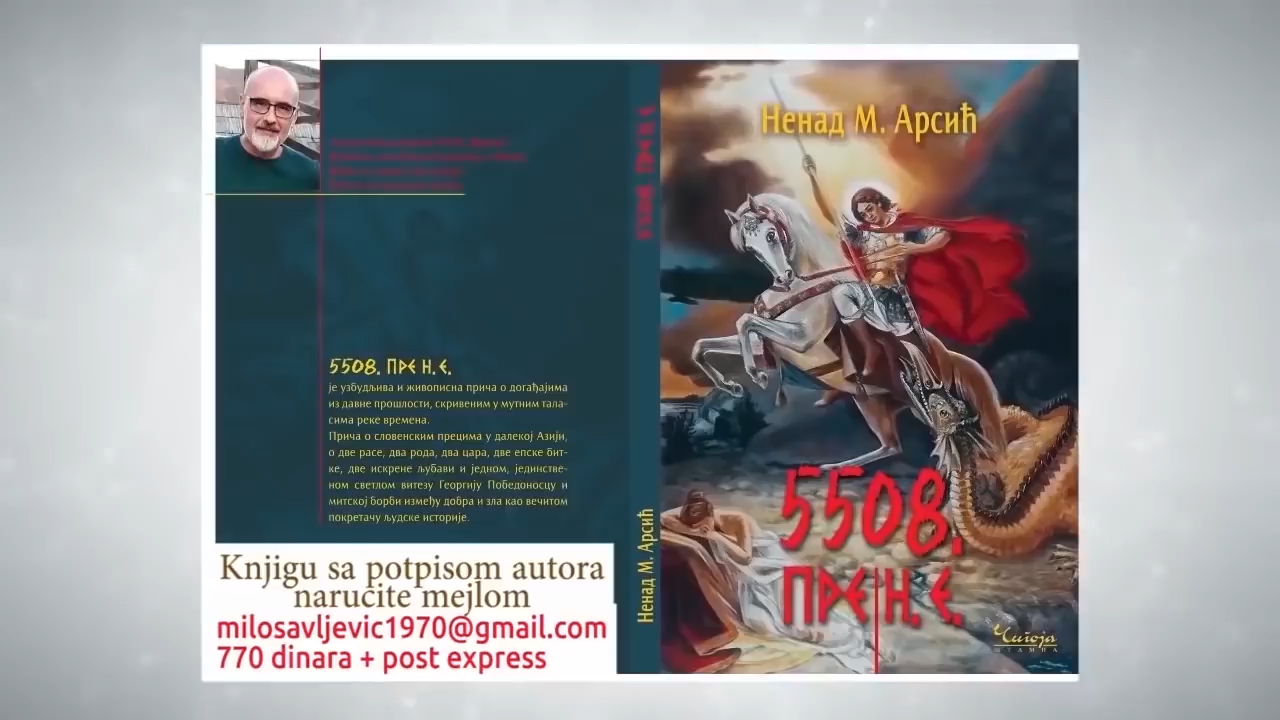 5508. ПРЕ Н. Е.
је узбудљива и живописна прича о догађајима
из давне прошлости, скривеним у мутним тала-
сима реке времена.
Прича о словенским прецима у далекој Азији,
о две расе, два рода, два цара, две епске бит-
ке, две искрене љубави и једном, јединстве-
ном светлом витезу Георгију Победоносцу и
митској борби између добра и зла као вечитом
покретачу људске историје.
Knjigu sa potpisom autora
naručite mejlom
milosavljevic1970@gmail.com
770 dinara + post express
5508. ПРЕ Н. Е.
Ненад М. Арсић
Ненад М. Арсић
5508.
ПРЕ Н. Е.
Чигоја
ШТАМПА